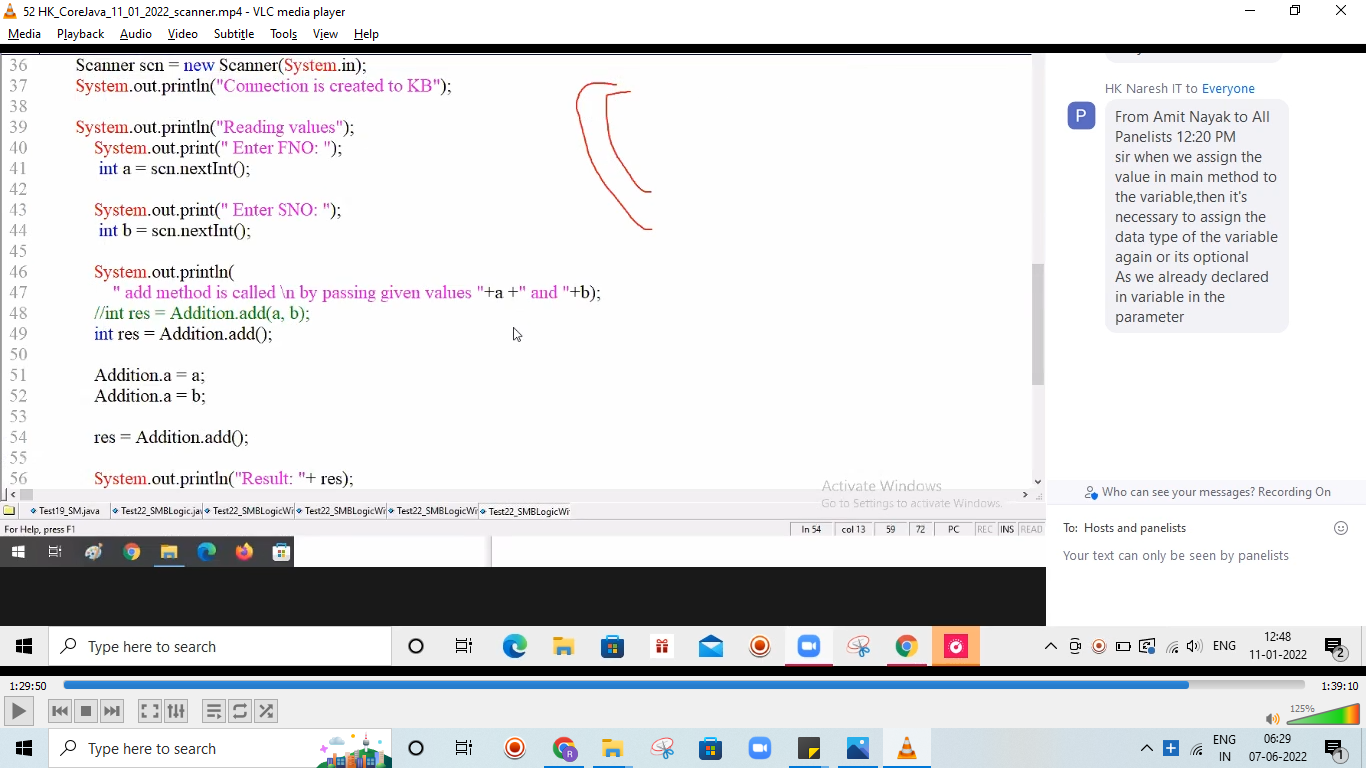 52 HK_CoreJava_11_01_2022_scanner.mp4 - VLC media player
Media Playback Audio Video Subtitle Tools View Help
36 Scanner scn = new Scanner(System.in);
37 System.out.println("Connection is created to KB");
38
39 System.out.println("Reading values");
40 System.out.print(" Enter FNO: ");
41 int a = scn.nextInt();
42
43 System.out.print(" Enter SNO: ");
44 int b = scn.nextInt();
45
46 System.out.println(
47 " add method is called \n by passing given values "+a +" and "+b);
48 //int res = Addition.add(a, b);
49 int res = Addition.add();
50
51 Addition.a = a;
52 Addition.a = b;
53
54 res = Addition.add();
55
56 System.out.println("Result: "+ res);
Activate Windows
Go to Settings to activate Windows.
Test19_SM.java Test22_SMBLogic.jav Test22_SMBLogicWi Test22_SMBLogicWi Test22_SMBLogicWi Test22_SMBLogicWi
For Help, press F1
ln 54 col 13 59 72 PC REC INS READ
HK Naresh IT to Everyone
P
From Amit Nayak to All
Panelists 12:20 PM
sir when we assign the
value in main method to
the variable,then it's
necessary to assign the
data type of the variable
again or its optional
As we already declared
in variable in the
parameter
Who can see your messages? Recording On
To: Hosts and panelists
Your text can only be seen by panelists
Type here to search
ENG
12:48
11-01-2022
2
1:29:50
1:39:10
125%
Type here to search
R
ENG
IN
06:29
07-06-2022
1